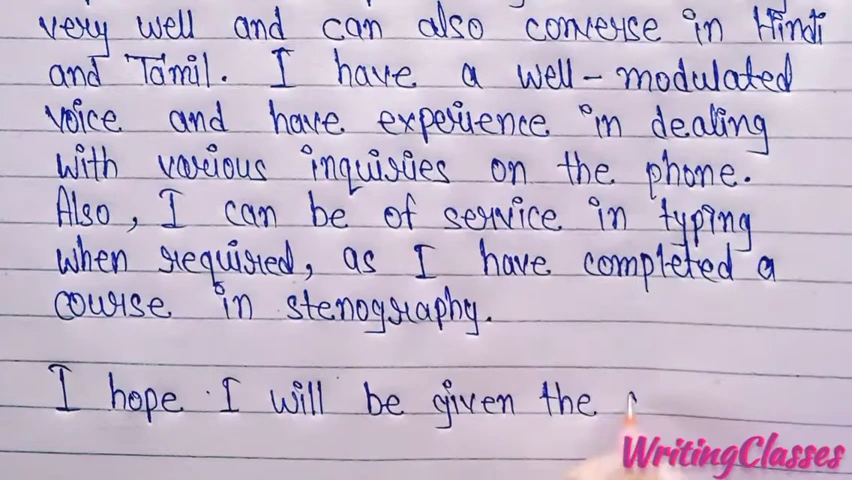 very well and can also converse in Hindi
and Tamil. I have a well-modulated
voice and have experience in dealing
with various inquiries on the phone.
Also, I can be of service in typing
when required, as I have completed a
course in stenography.
I hope I will be given the
WritingClasses